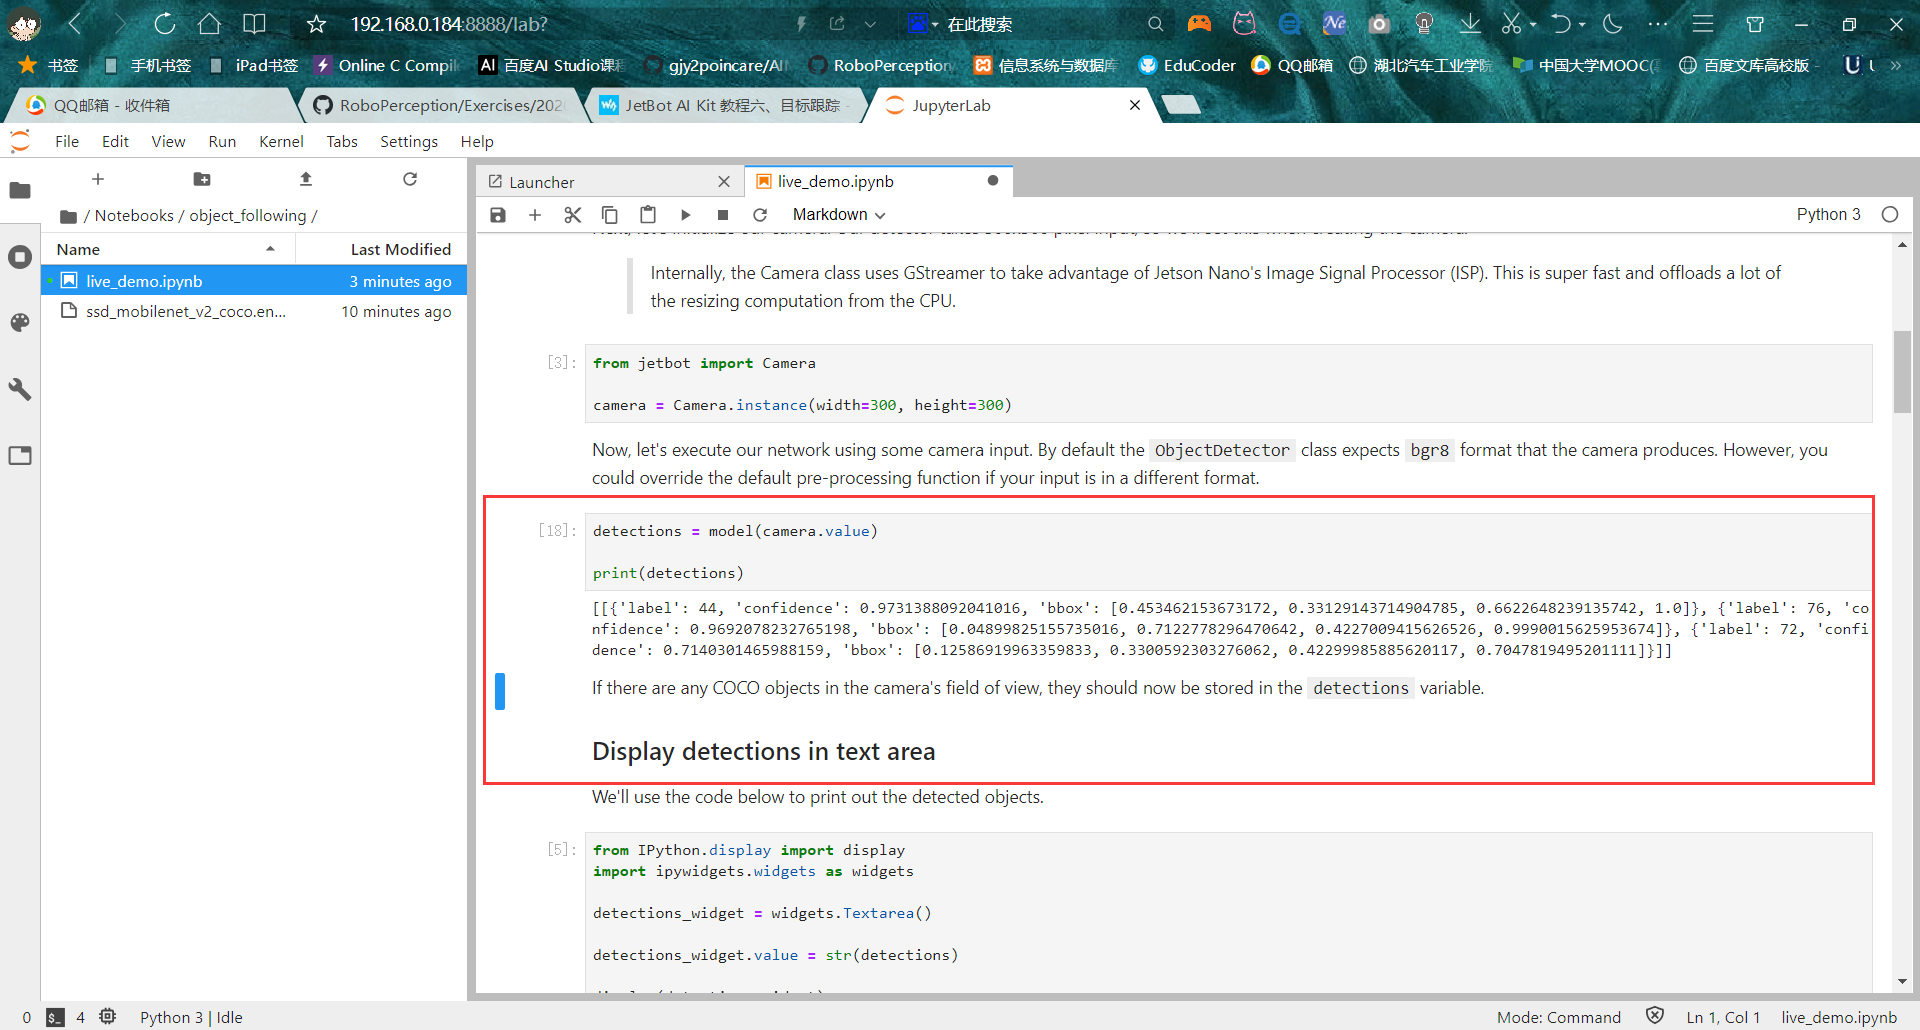 192.168.0.184:8888/lab?
在此搜索
书签 手机书签 iPad书签 Online C Compil 百度AI Studio课程 gjy2poincare/AI RoboPerception 信息系统与数据库 EduCoder QQ邮箱 湖北汽车工业学院 中国大学MOOC( 百度文库高校版 »
QQ邮箱 - 收件箱 RoboPerception/Exercises/202 JetBot AI Kit 教程六、目标跟踪 - JupyterLab
File Edit View Run Kernel Tabs Settings Help
Launcher live_demo.ipynb
Markdown Python 3
/ Notebooks / object_following /
Name Last Modified
live_demo.ipynb 3 minutes ago
ssd_mobilenet_v2_coco.en... 10 minutes ago
Internally, the Camera class uses GStreamer to take advantage of Jetson Nano's Image Signal Processor (ISP). This is super fast and offloads a lot of
the resizing computation from the CPU.
[3]: from jetbot import Camera
camera = Camera.instance(width=300, height=300)
Now, let's execute our network using some camera input. By default the ObjectDetector class expects bgr8 format that the camera produces. However, you
could override the default pre-processing function if your input is in a different format.
[18]: detections = model(camera.value)
print(detections)
[[{'label': 44, 'confidence': 0.9731388092041016, 'bbox': [0.453462153673172, 0.33129143714904785, 0.6622648239135742, 1.0]}, {'label': 76, 'co
nfidence': 0.9692078232765198, 'bbox': [0.04899825155735016, 0.7122778296470642, 0.4227009415626526, 0.9990015625953674]}, {'label': 72, 'confi
dence': 0.7140301465988159, 'bbox': [0.12586919963359833, 0.3300592303276062, 0.42299985885620117, 0.7047819495201111]}]]
If there are any COCO objects in the camera's field of view, they should now be stored in the detections variable.
Display detections in text area
We'll use the code below to print out the detected objects.
[5]: from IPython.display import display
import ipywidgets.widgets as widgets
detections_widget = widgets.Textarea()
detections_widget.value = str(detections)
0 4 Python 3 | Idle Mode: Command Ln 1, Col 1 live_demo.ipynb